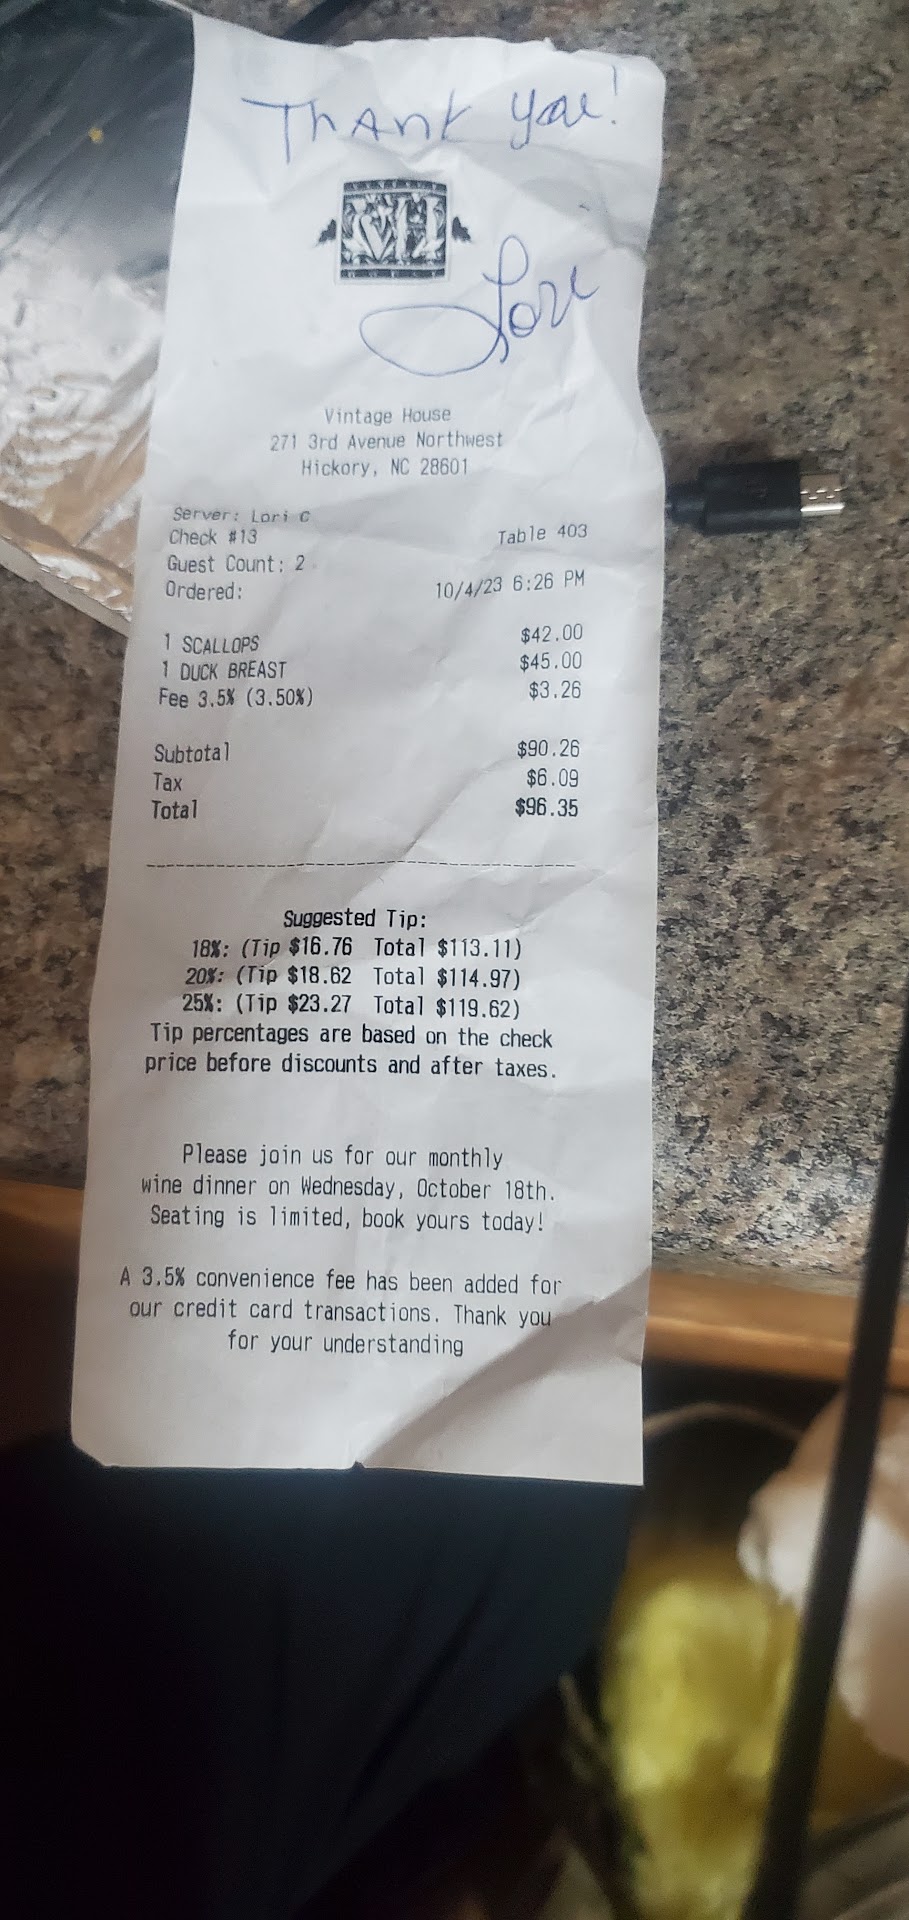 Thank you!
VH
Lori
Vintage House
271 3rd Avenue Northwest
Hickory, NC 28601
Server: Lori C
Check #13 Table 403
Guest Count: 2
Ordered: 10/4/23 6:26 PM
1 SCALLOPS $42.00
1 DUCK BREAST $45.00
Fee 3.5% (3.50%) $3.26
Subtotal $90.26
Tax $6.09
Total $96.35
Suggested Tip:
18%: (Tip $16.76 Total $113.11)
20%: (Tip $18.62 Total $114.97)
25%: (Tip $23.27 Total $119.62)
Tip percentages are based on the check
price before discounts and after taxes.
Please join us for our monthly
wine dinner on Wednesday, October 18th.
Seating is limited, book yours today!
A 3.5% convenience fee has been added for
our credit card transactions. Thank you
for your understanding